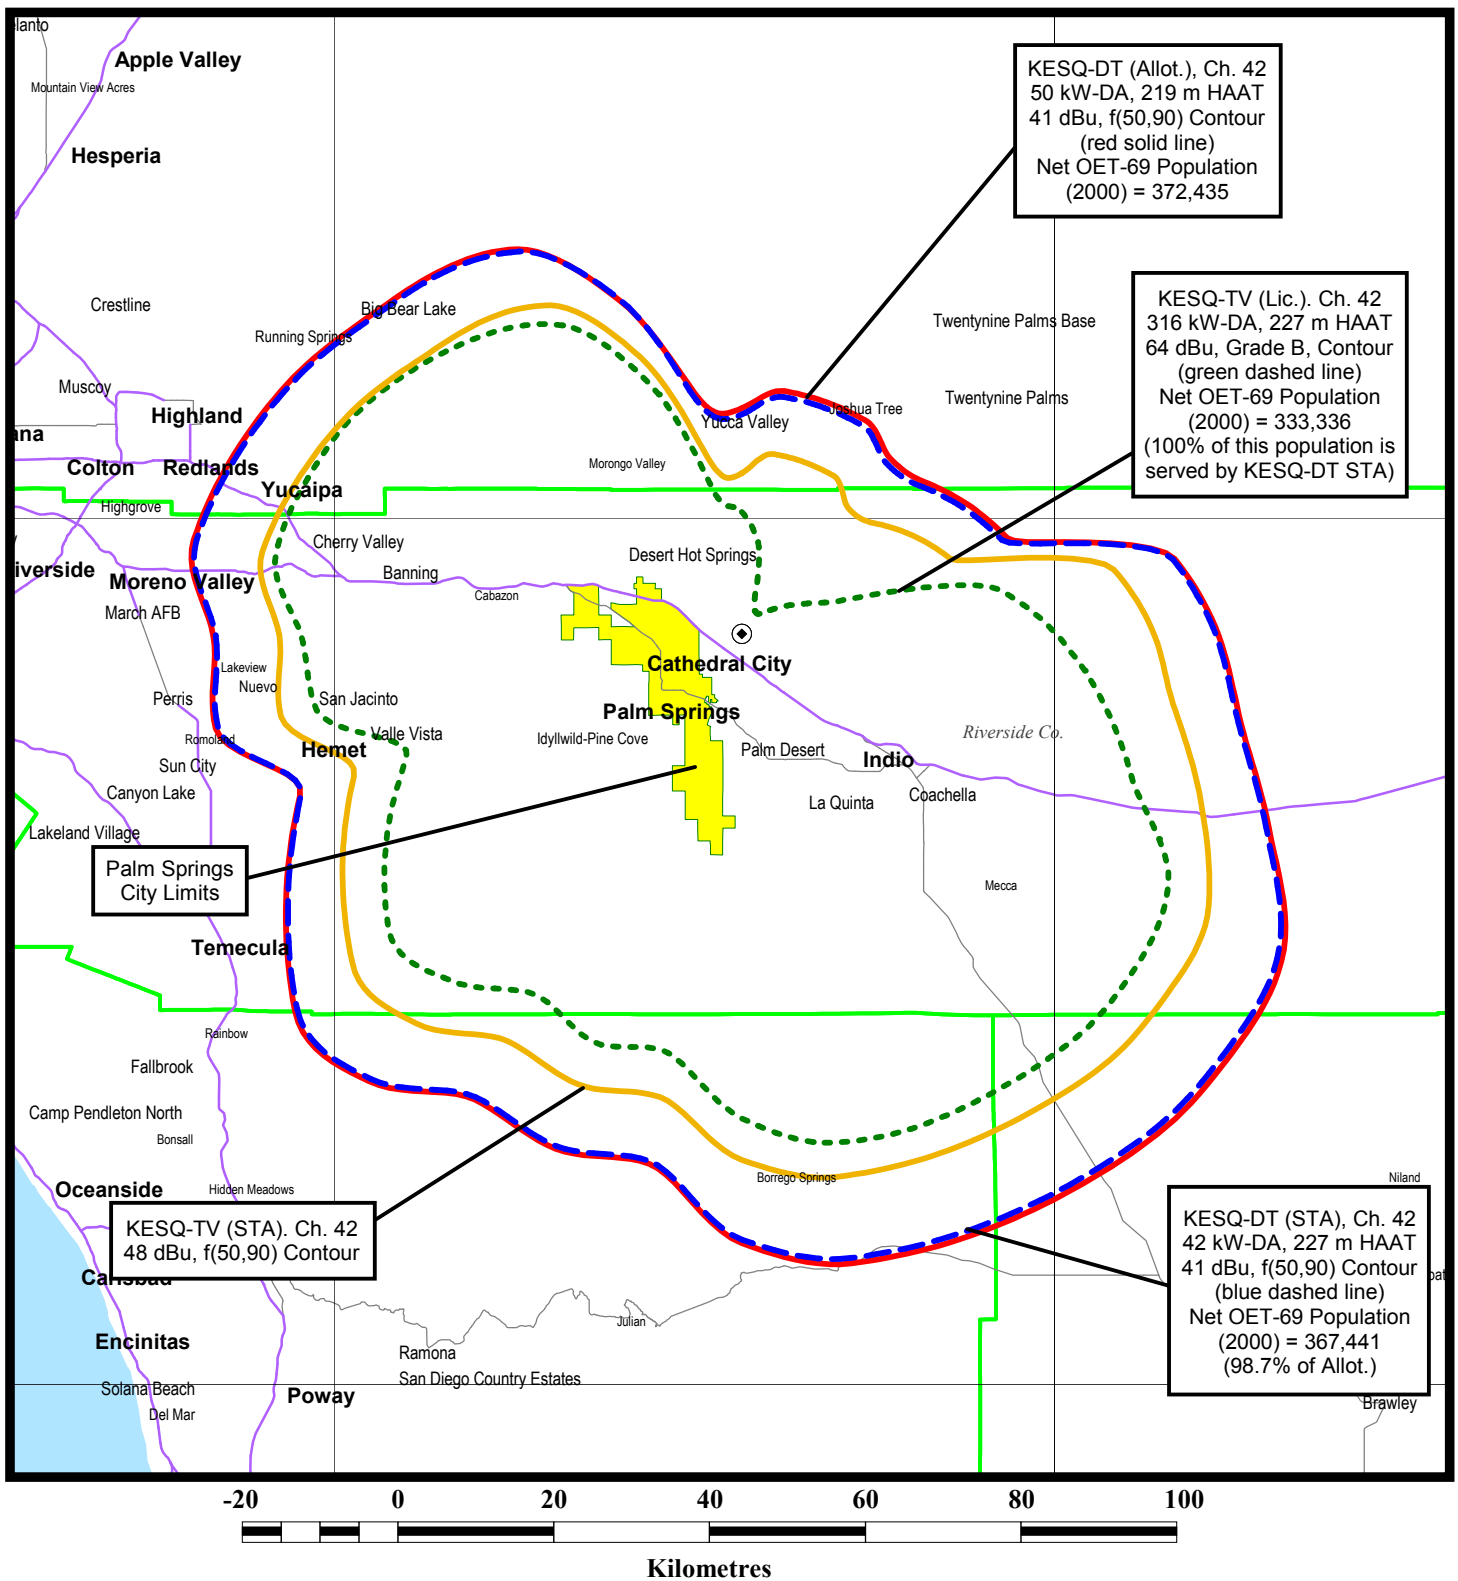 lanto
Apple Valley
Mountain View Acres
Hesperia
KESQ-DT (Allot.), Ch. 42
50 kW-DA, 219 m HAAT
41 dBu, f(50,90) Contour
(red solid line)
Net OET-69 Population
(2000) = 372,435
KESQ-TV (Lic.). Ch. 42
316 kW-DA, 227 m HAAT
64 dBu, Grade B, Contour
(green dashed line)
Net OET-69 Population
(2000) = 333,336
(100% of this population is
served by KESQ-DT STA)
Crestline
Big Bear Lake
Running Springs
Twentynine Palms Base
Muscoy
Highland
Twentynine Palms
Joshua Tree
Yucca Valley
ana
Colton
Redlands
Morongo Valley
Yucaipa
Highgrove
Cherry Valley
Desert Hot Springs
iverside
Moreno Valley
Banning
Cabazon
March AFB
Lakeview
Nuevo
Cathedral City
Perris
San Jacinto
Palm Springs
Romoland
Hemet
Valle Vista
Idyllwild-Pine Cove
Palm Desert
Riverside Co.
Indio
Sun City
Canyon Lake
La Quinta
Coachella
Lakeland Village
Palm Springs
City Limits
Mecca
Temecula
Rainbow
Fallbrook
Camp Pendleton North
Bonsall
Oceanside
Hidden Meadows
Borrego Springs
Niland
KESQ-TV (STA). Ch. 42
48 dBu, f(50,90) Contour
KESQ-DT (STA), Ch. 42
42 kW-DA, 227 m HAAT
41 dBu, f(50,90) Contour
(blue dashed line)
Net OET-69 Population
(2000) = 367,441
(98.7% of Allot.)
Carlsbad
pat
Julian
Encinitas
Ramona
San Diego Country Estates
Solana Beach
Poway
Del Mar
Brawley
-20 0 20 40 60 80 100
Kilometres